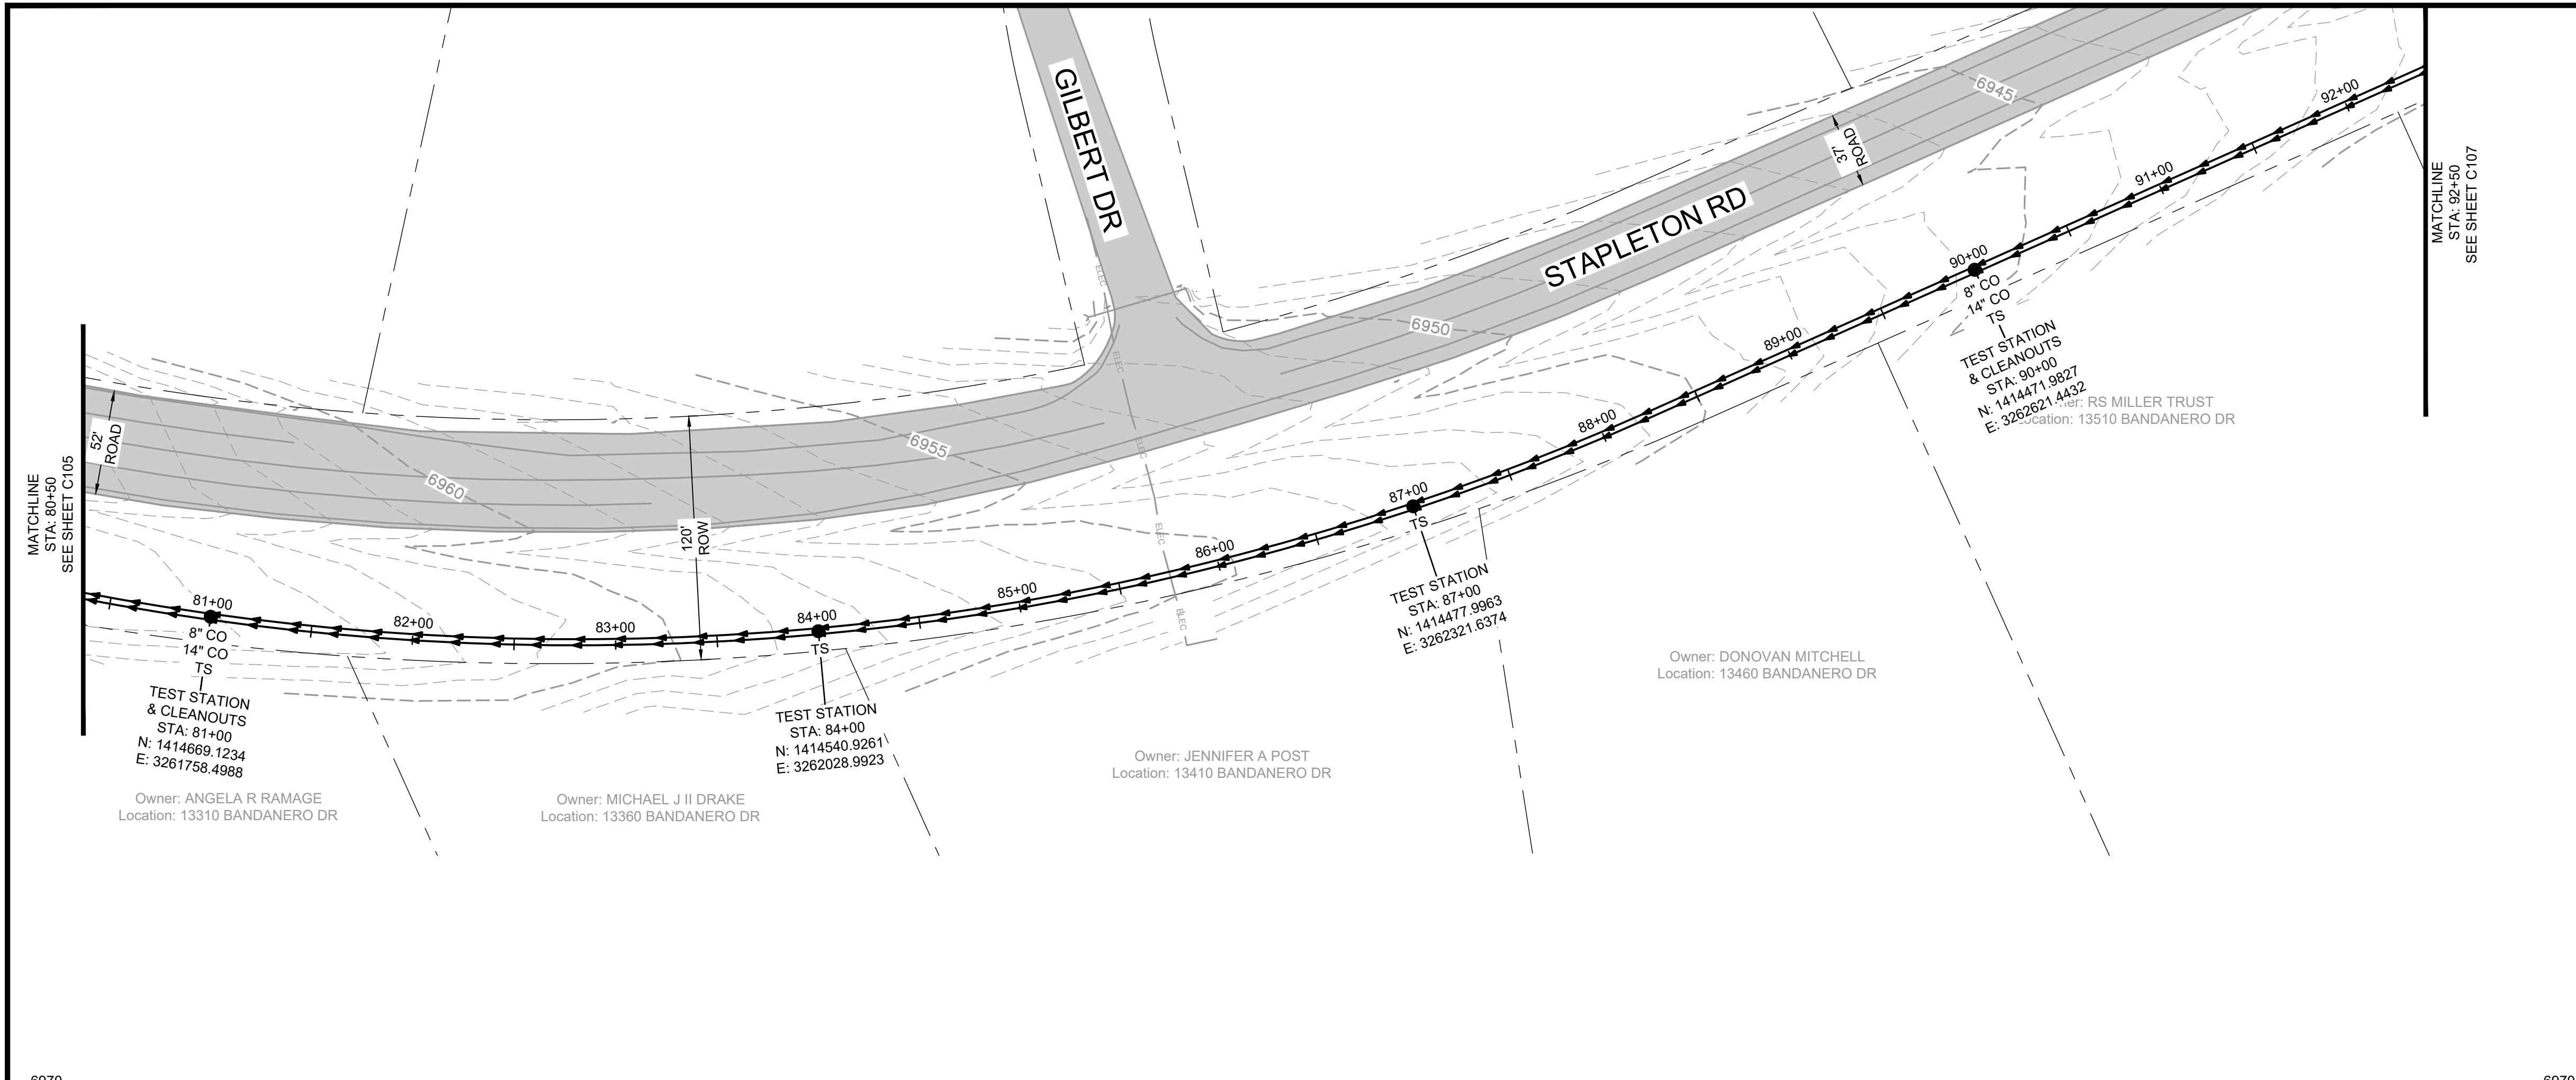 GILBERT DR
STAPLETON RD
6945
92+00
37'
ROAD
91+00
MATCHLINE
STA: 92+50
SEE SHEET C107
90+00
8" CO
14" CO
TS
TEST STATION
& CLEANOUTS
STA: 90+00
N: 1414471.9827
E: 3262621.4432
RS MILLER TRUST
13510 BANDANERO DR
ELEC
ELEC
ELEC
ELEC
ELEC
6950
89+00
88+00
52'
ROAD
6960
6955
120'
ROW
MATCHLINE
STA: 80+50
SEE SHEET C105
87+00
TS
TEST STATION
STA: 87+00
N: 1414477.9963
E: 3262321.6374
86+00
85+00
84+00
TS
TEST STATION
STA: 84+00
N: 1414540.9261
E: 3262028.9923
83+00
82+00
81+00
8" CO
14" CO
TS
TEST STATION
& CLEANOUTS
STA: 81+00
N: 1414669.1234
E: 3261758.4988
Owner: DONOVAN MITCHELL
Location: 13460 BANDANERO DR
Owner: JENNIFER A POST
Location: 13410 BANDANERO DR
Owner: ANGELA R RAMAGE
Location: 13310 BANDANERO DR
Owner: MICHAEL J II DRAKE
Location: 13360 BANDANERO DR